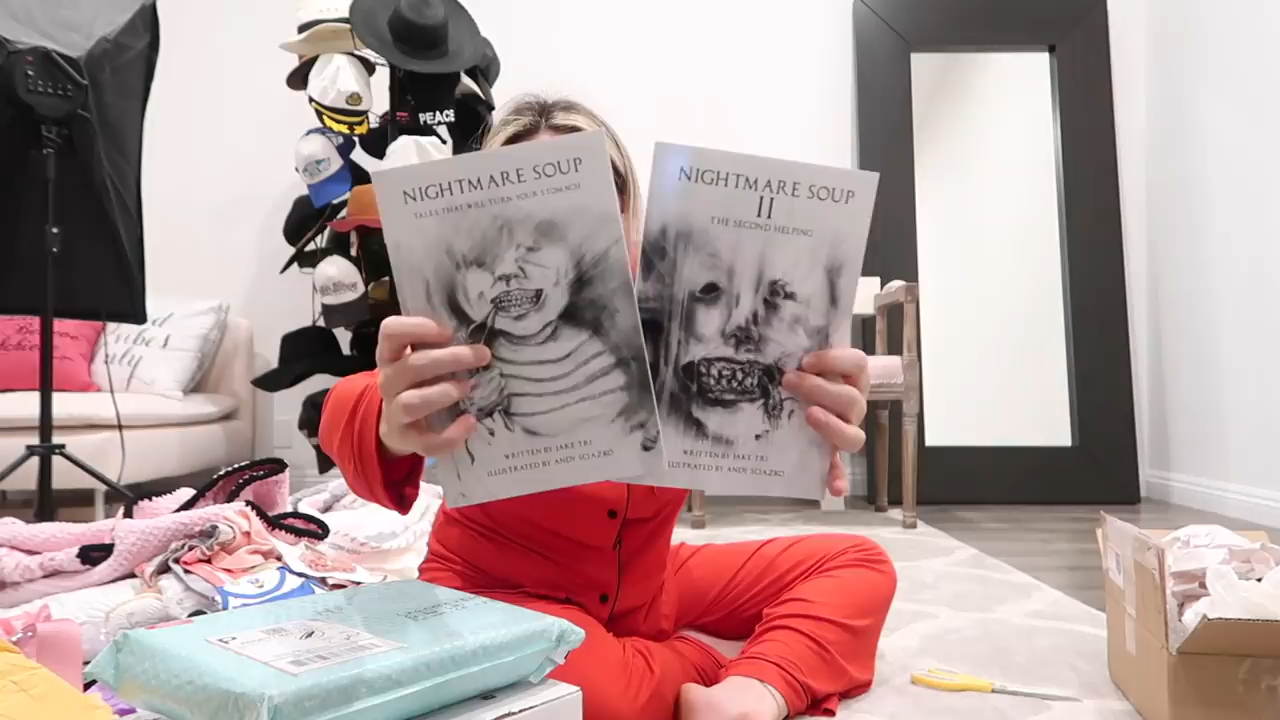 PEACE
NIGHTMARE SOUP
TALES THAT WILL TURN YOUR STOMACH
WRITTEN BY JAKE TRI
ILLUSTRATED BY ANDY SCIAZKO
NIGHTMARE SOUP
II
THE SECOND HELPING
WRITTEN BY JAKE TRI
ILLUSTRATED BY ANDY SCIAZKO
P